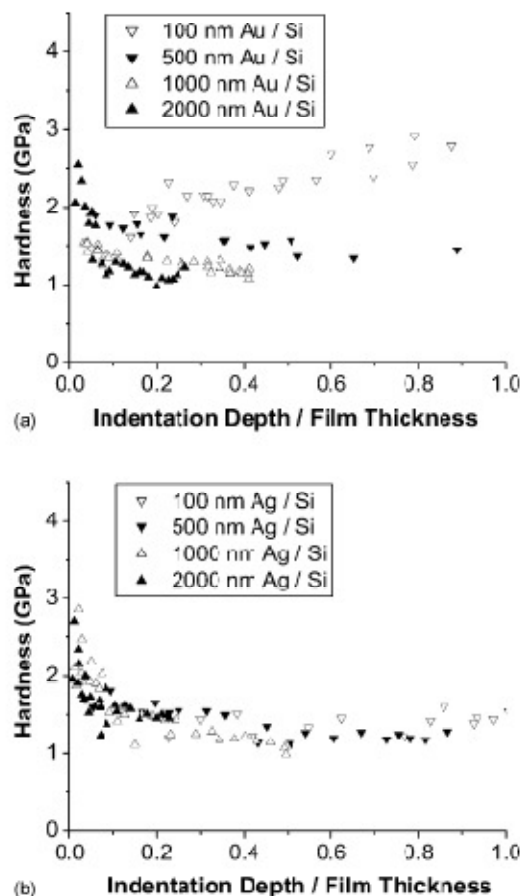 ▽ 100 nm Au / Si
▼ 500 nm Au / Si
△ 1000 nm Au / Si
▲ 2000 nm Au / Si
Hardness (GPa)
4
3
2
1
0
0.0 0.2 0.4 0.6 0.8 1.0
(a) Indentation Depth / Film Thickness
▽ 100 nm Ag / Si
▼ 500 nm Ag / Si
△ 1000 nm Ag / Si
▲ 2000 nm Ag / Si
Hardness (GPa)
4
3
2
1
0
0.0 0.2 0.4 0.6 0.8 1.0
(b) Indentation Depth / Film Thickness